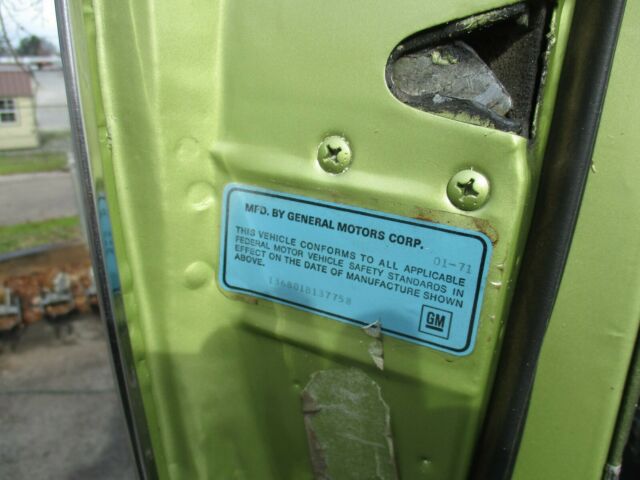 MFD. BY GENERAL MOTORS CORP. 01-71
THIS VEHICLE CONFORMS TO ALL APPLICABLE
FEDERAL MOTOR VEHICLE SAFETY STANDARDS IN
EFFECT ON THE DATE OF MANUFACTURE SHOWN
ABOVE.
136801B137758
GM